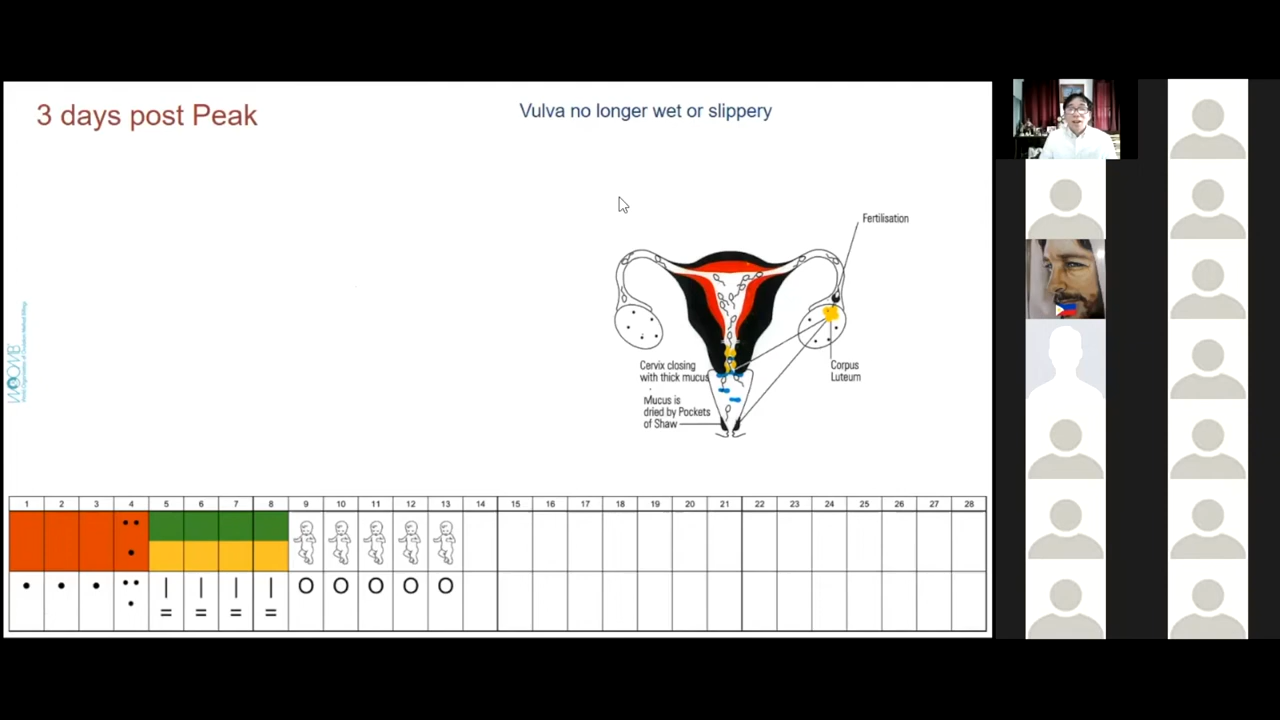 3 days post Peak
Vulva no longer wet or slippery
Fertilisation
Cervix closing
with thick mucus
Corpus
Luteum
Mucus is
dried by Pockets
of Shaw
WOOMB
1 2 3 4 5 6 7 8 9 10 11 12 13 14 15 16 17 18 19 20 21 22 23 24 25 26 27 28
| | | | O O O O O
= = = =